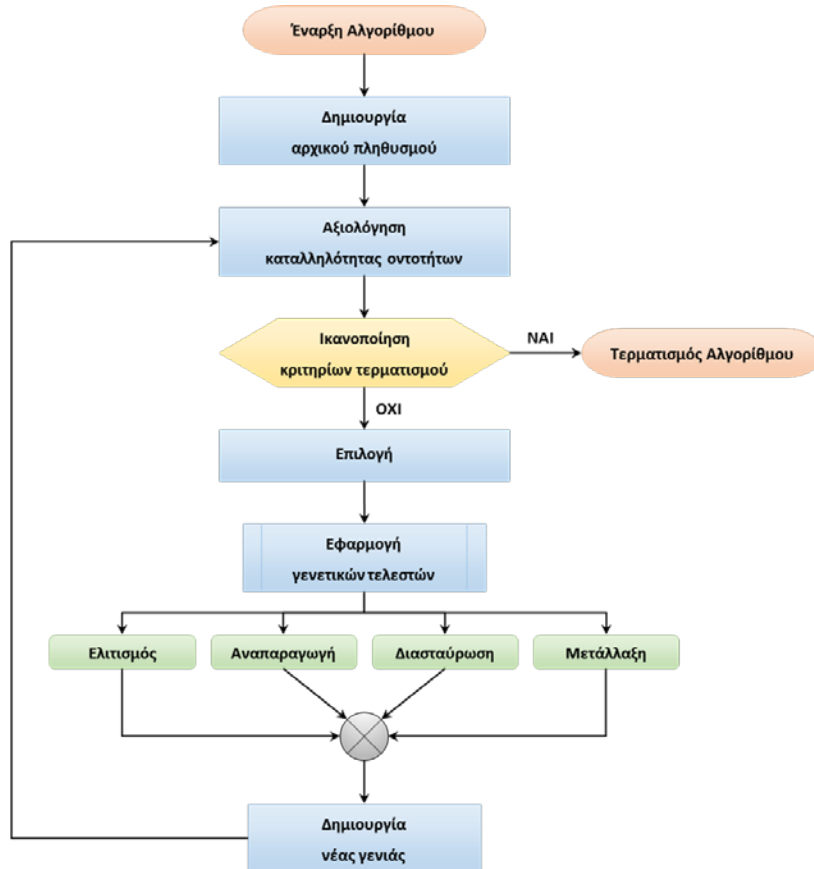 Έναρξη Αλγορίθμου
Δημιουργία
αρχικού πληθυσμού
Αξιολόγηση
καταλληλότητας οντοτήτων
Ικανοποίηση
κριτηρίων τερματισμού
ΝΑΙ
Τερματισμός Αλγορίθμου
ΟΧΙ
Επιλογή
Εφαρμογή
γενετικών τελεστών
Ελιτισμός
Αναπαραγωγή
Διασταύρωση
Μετάλλαξη
Δημιουργία
νέας γενιάς